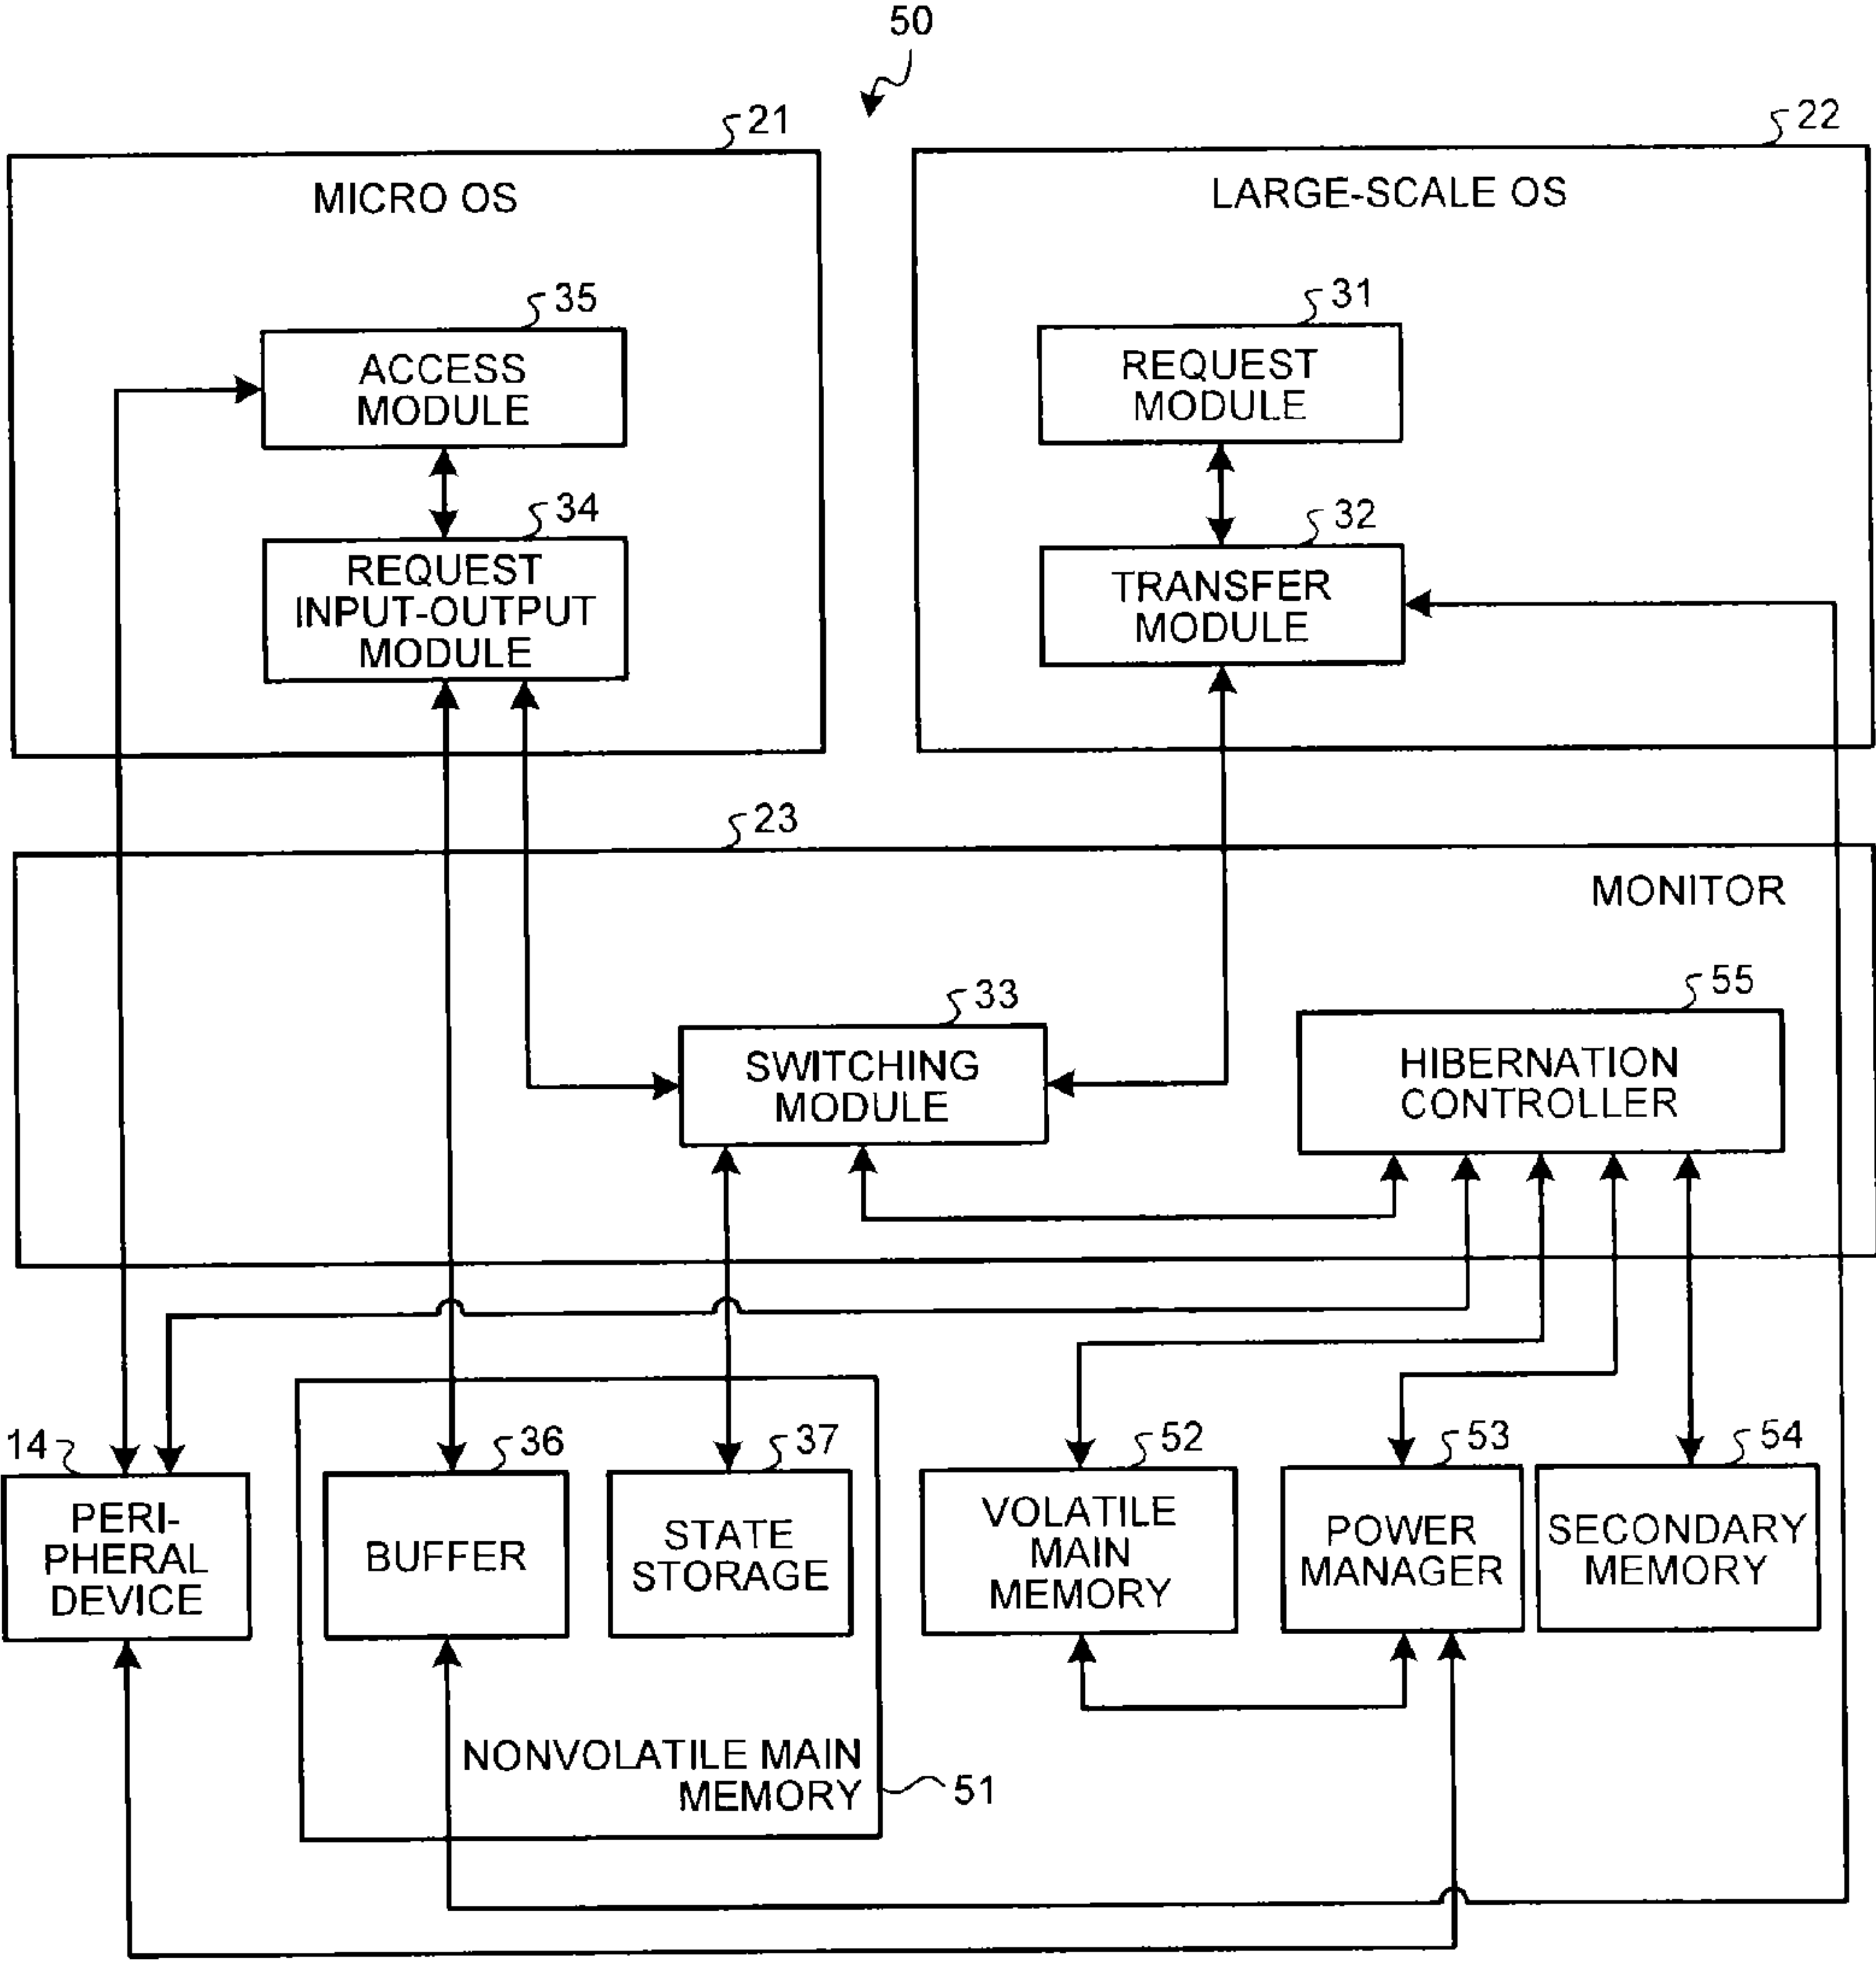 50
21
MICRO OS
22
LARGE-SCALE OS
35
ACCESS
MODULE
31
REQUEST
MODULE
34
REQUEST
INPUT-OUTPUT
MODULE
32
TRANSFER
MODULE
23
MONITOR
33
SWITCHING
MODULE
55
HIBERNATION
CONTROLLER
14
PERI-
PHERAL
DEVICE
36
BUFFER
37
STATE
STORAGE
52
VOLATILE
MAIN
MEMORY
53
POWER
MANAGER
54
SECONDARY
MEMORY
NONVOLATILE MAIN
MEMORY
51